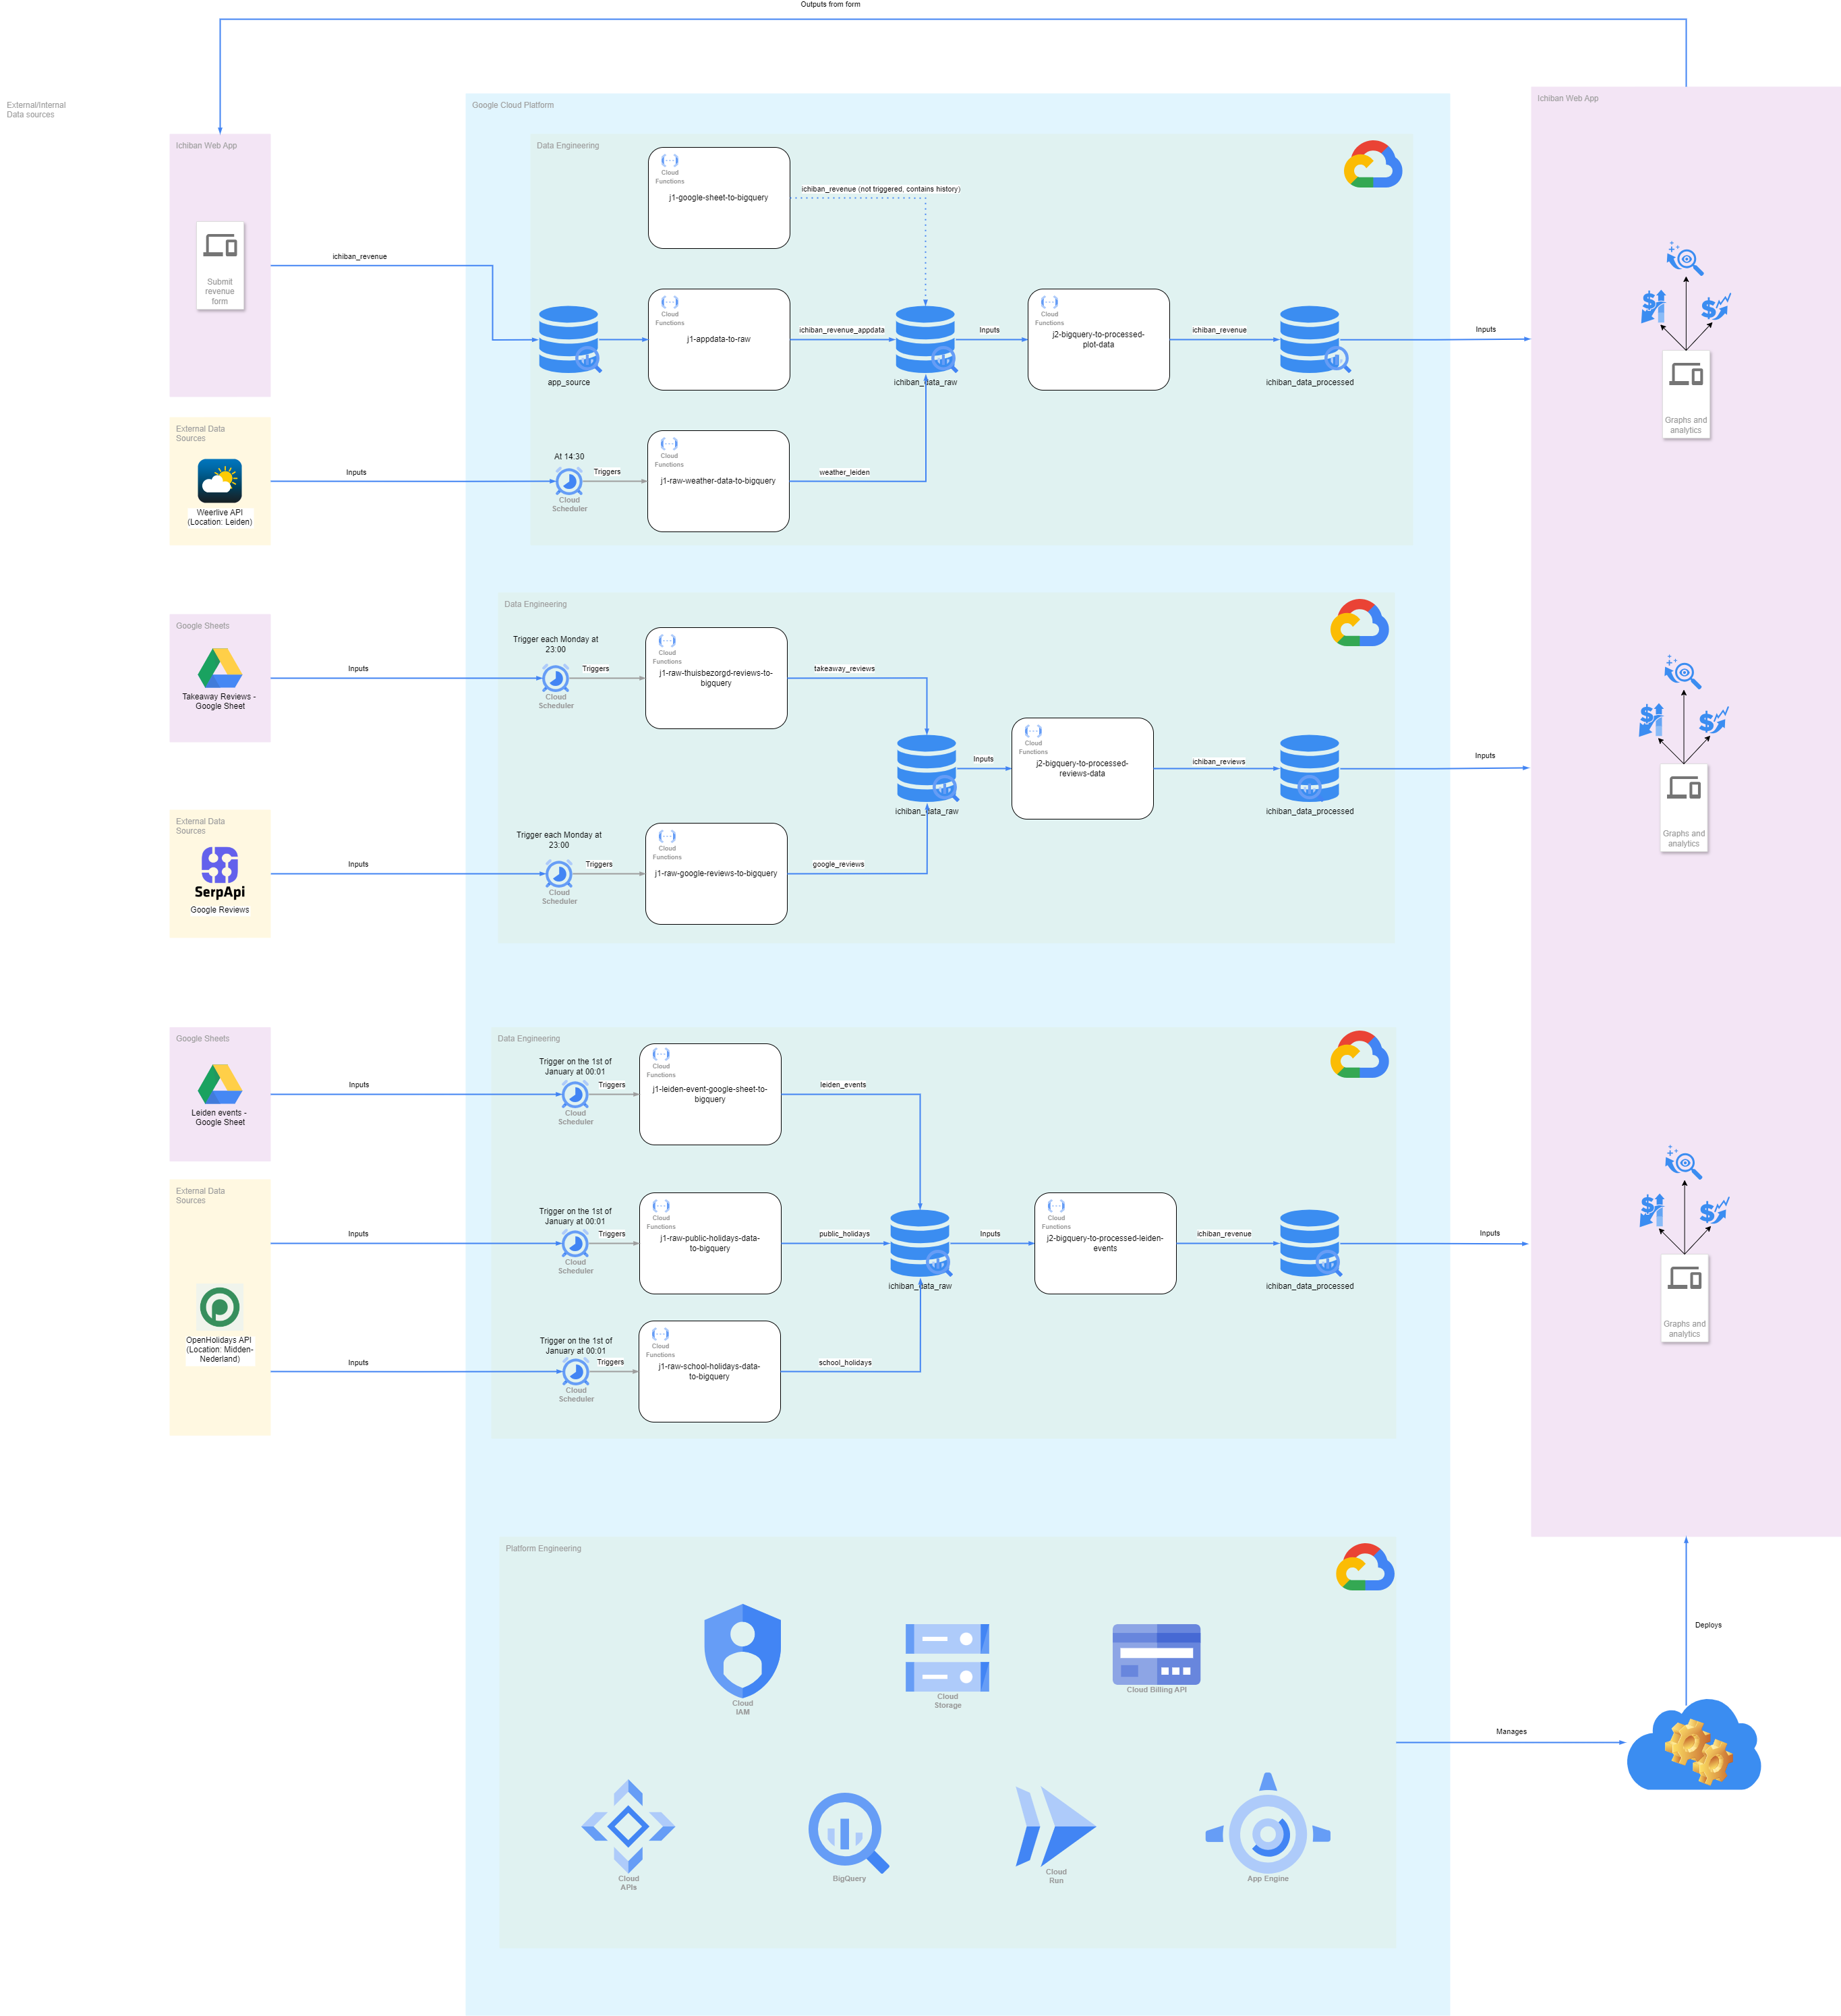 Outputs from form
External/Internal
Data sources
Ichiban Web App
Submit
revenue
form
ichiban_revenue
External Data
Sources
Weerlive API
(Location: Leiden)
Inputs
Google Sheets
Takeaway Reviews -
Google Sheet
Inputs
External Data
Sources
SerpApi
Google Reviews
Inputs
Google Sheets
Leiden events -
Google Sheet
Inputs
External Data
Sources
Inputs
OpenHolidays API
(Location: Midden-
Nederland)
Inputs
Google Cloud Platform
Data Engineering
Cloud
Functions
j1-google-sheet-to-bigquery
ichiban_revenue (not triggered, contains history)
app_source
Cloud
Functions
j1-appdata-to-raw
ichiban_revenue_appdata
ichiban_data_raw
Inputs
Cloud
Functions
j2-bigquery-to-processed-
plot-data
ichiban_revenue
ichiban_data_processed
Inputs
At 14:30
Cloud
Scheduler
Triggers
Cloud
Functions
j1-raw-weather-data-to-bigquery
weather_leiden
Data Engineering
Trigger each Monday at
23:00
Cloud
Scheduler
Triggers
Cloud
Functions
j1-raw-thuisbezorgd-reviews-to-
bigquery
takeaway_reviews
ichiban_data_raw
Inputs
Cloud
Functions
j2-bigquery-to-processed-
reviews-data
ichiban_reviews
ichiban_data_processed
Inputs
Trigger each Monday at
23:00
Cloud
Scheduler
Triggers
Cloud
Functions
j1-raw-google-reviews-to-bigquery
google_reviews
Data Engineering
Trigger on the 1st of
January at 00:01
Cloud
Scheduler
Triggers
Cloud
Functions
j1-leiden-event-google-sheet-to-
bigquery
leiden_events
Trigger on the 1st of
January at 00:01
Cloud
Scheduler
Triggers
Cloud
Functions
j1-raw-public-holidays-data-
to-bigquery
public_holidays
ichiban_data_raw
Inputs
Cloud
Functions
j2-bigquery-to-processed-leiden-
events
ichiban_revenue
ichiban_data_processed
Inputs
Trigger on the 1st of
January at 00:01
Cloud
Scheduler
Triggers
Cloud
Functions
j1-raw-school-holidays-data-
to-bigquery
school_holidays
Platform Engineering
Cloud
IAM
Cloud
Storage
Cloud Billing API
Cloud
APIs
BigQuery
Cloud
Run
App Engine
Manages
Deploys
Ichiban Web App
Graphs and
analytics
Graphs and
analytics
Graphs and
analytics